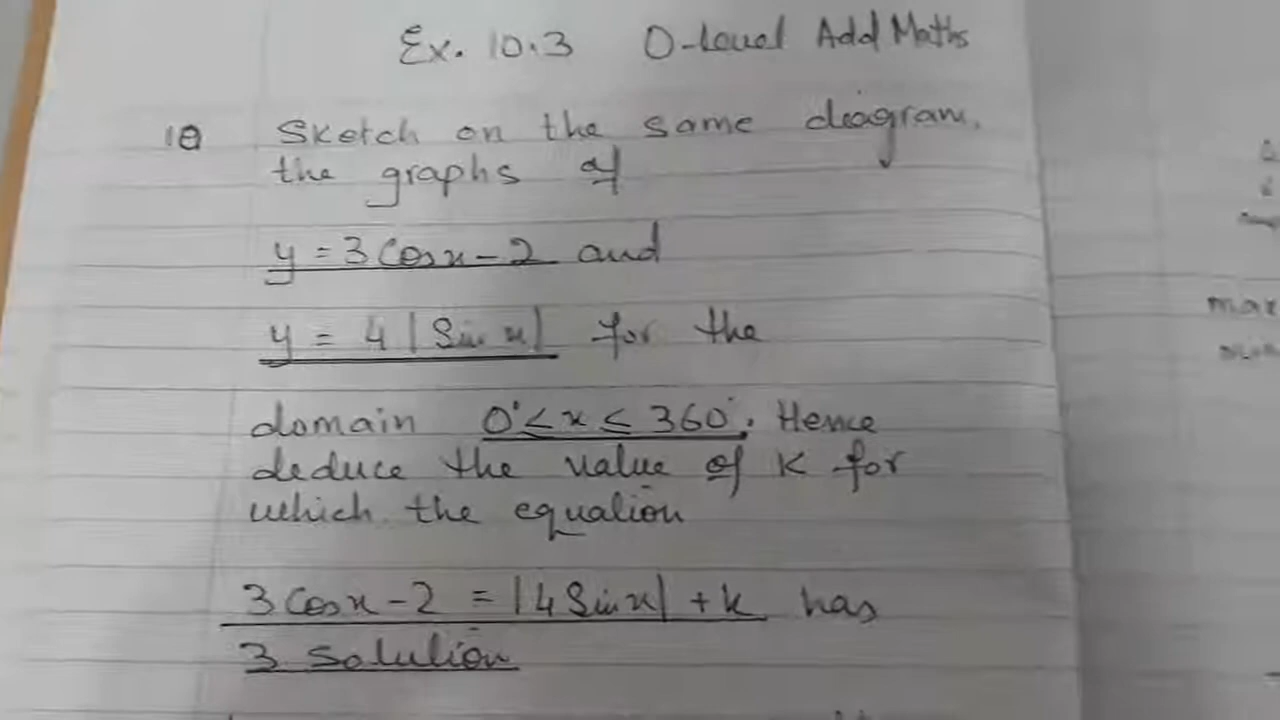 Ex. 10.3 O-Level Add Maths
10 Sketch on the same diagram,
the graphs of
y = 3 Cos x - 2 and
y = 4 | Sin x | for the
domain 0° ≤ x ≤ 360°. Hence
deduce the value of K for
which the equation
3 Cos x - 2 = |4 Sin x| + k has
3 solution
max